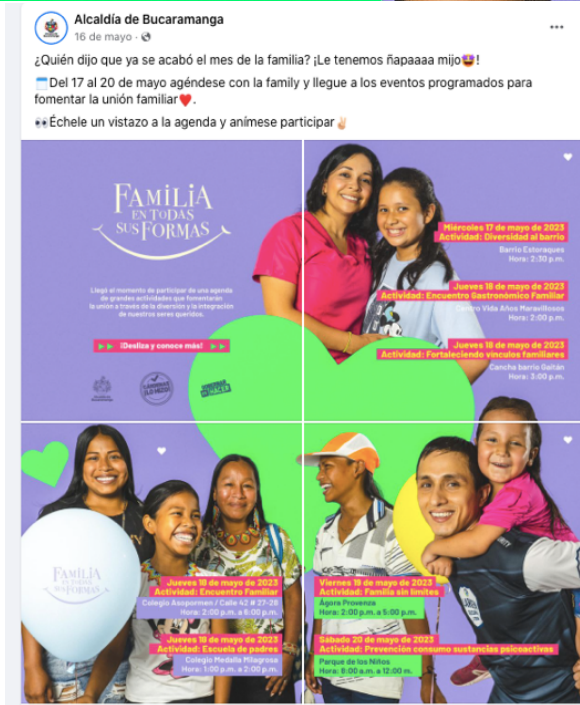 Alcaldía de Bucaramanga
16 de mayo
¿Quién dijo que ya se acabó el mes de la familia? ¡Le tenemos ñapaaaa mijo🤩!
🗓️Del 17 al 20 de mayo agéndese con la family y llegue a los eventos programados para
fomentar la unión familiar❤️.
👀Échele un vistazo a la agenda y anímese participar✌🏻
FAMiLiA
EN ToDAS
SUS FORMAS
Llegó el momento de participar de una agenda
de grandes actividades que fomentarán
la unión a través de la diversión y la integración
de nuestros seres queridos.
¡Desliza y conoce más!
Miércoles 17 de mayo de 2023
Actividad: Diversidad al barrio
Barrio Estoraques
Hora: 2:30 p.m.
Jueves 18 de mayo de 2023
Actividad: Encuentro Gastronómico Familiar
Centro Vida Años Maravillosos
Hora: 2:00 p.m.
Jueves 18 de mayo de 2023
Actividad: Fortaleciendo vínculos familiares
Cancha barrio Gaitán
Hora: 3:00 p.m.
FAMiLiA
EN ToDAS
SUS FORMAS
Jueves 18 de mayo de 2023
Actividad: Encuentro Familiar
Colegio Asopormen / Calle 42 # 27-28
Hora: 2:00 p.m. a 6:00 p.m.
Jueves 18 de mayo de 2023
Actividad: Escuela de padres
Colegio Medalla Milagrosa
Hora: 1:00 p.m. a 2:00 p.m.
Viernes 19 de mayo de 2023
Actividad: Familia sin límites
Ágora Provenza
Hora: 2:00 p.m. a 5:00 p.m.
Sábado 20 de mayo de 2023
Actividad: Prevención consumo sustancias psicoactivas
Parque de los Niños
Hora: 8:00 a.m. a 12:00 m.